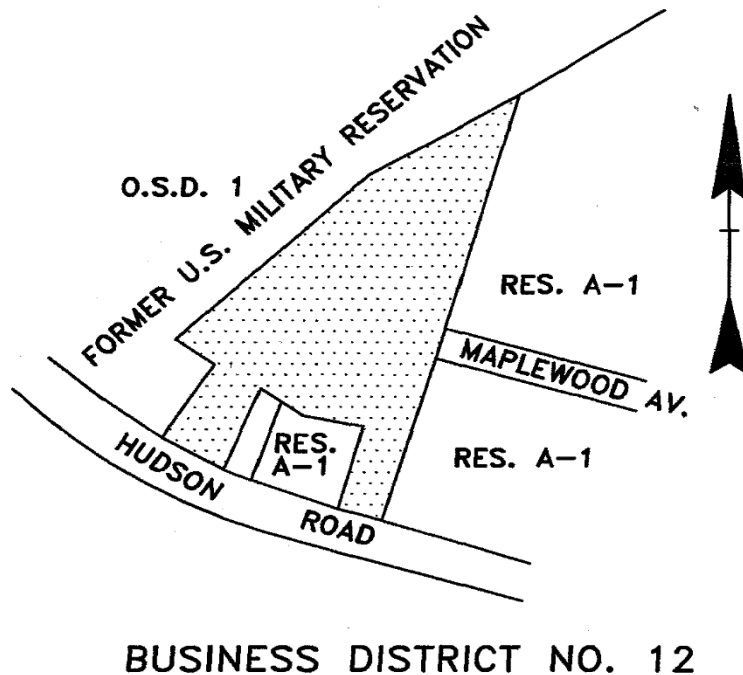 FORMER U.S. MILITARY RESERVATION
O.S.D. 1
RES. A-1
MAPLEWOOD AV.
RES.
A-1
RES. A-1
HUDSON ROAD
BUSINESS DISTRICT NO. 12